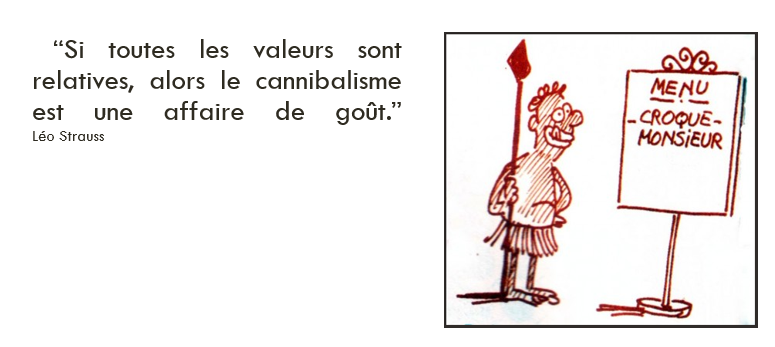 “Si toutes les valeurs sont
relatives, alors le cannibalisme
est une affaire de goût.”
Léo Strauss
MENU
-CROQUE-
MONSIEUR